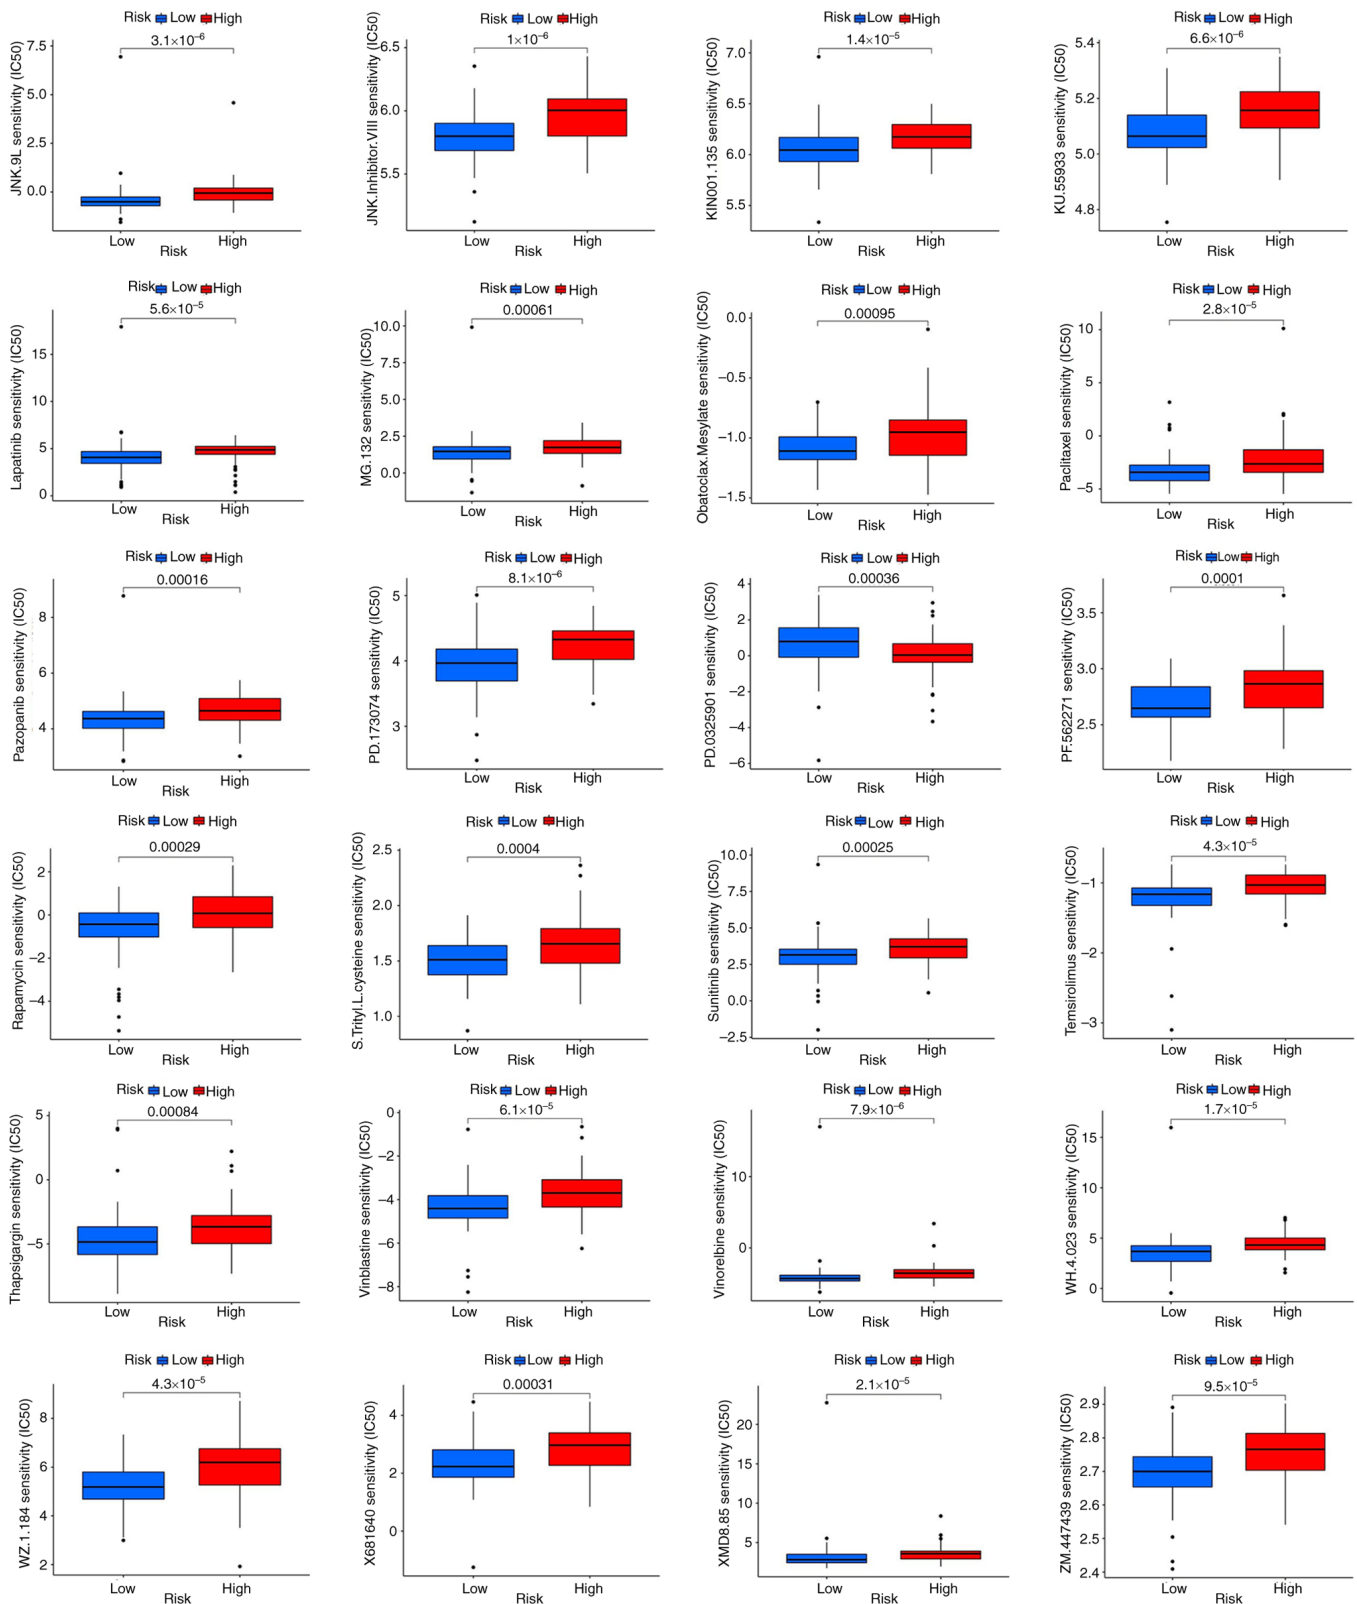 Risk Low High
3.1×10⁻⁶
JNK.9L sensitivity (IC50)
7.5
5.0
2.5
0.0
Low High
Risk
Risk Low High
1×10⁻⁶
JNK.Inhibitor.VIII sensitivity (IC50)
6.5
6.0
5.5
Low High
Risk
Risk Low High
1.4×10⁻⁵
KIN001.135 sensitivity (IC50)
7.0
6.5
6.0
5.5
Low High
Risk
Risk Low High
6.6×10⁻⁶
KU.55933 sensitivity (IC50)
5.4
5.2
5.0
4.8
Low High
Risk
Risk Low High
5.6×10⁻⁵
Lapatinib sensitivity (IC50)
15
10
5
0
Low High
Risk
Risk Low High
0.00061
MG.132 sensitivity (IC50)
10.0
7.5
5.0
2.5
0.0
Low High
Risk
Risk Low High
0.00095
Obatoclax.Mesylate sensitivity (IC50)
0.0
−0.5
−1.0
−1.5
Low High
Risk
Risk Low High
2.8×10⁻⁵
Paclitaxel sensitivity (IC50)
10
5
0
−5
Low High
Risk
Risk Low High
0.00016
Pazopanib sensitivity (IC50)
8
6
4
Low High
Risk
Risk Low High
8.1×10⁻⁶
PD.173074 sensitivity (IC50)
5
4
3
Low High
Risk
Risk Low High
0.00036
PD.0325901 sensitivity (IC50)
4
2
0
−2
−4
−6
Low High
Risk
Risk Low High
0.0001
PF.562271 sensitivity (IC50)
3.5
3.0
2.5
Low High
Risk
Risk Low High
0.00029
Rapamycin sensitivity (IC50)
2
0
−2
−4
Low High
Risk
Risk Low High
0.0004
S.Trityl.L.cysteine sensitivity (IC50)
2.5
2.0
1.5
1.0
Low High
Risk
Risk Low High
0.00025
Sunitinib sensitivity (IC50)
10.0
7.5
5.0
2.5
0.0
−2.5
Low High
Risk
Risk Low High
4.3×10⁻⁵
Temsirolimus sensitivity (IC50)
−1
−2
−3
Low High
Risk
Risk Low High
0.00084
Thapsigargin sensitivity (IC50)
5
0
−5
Low High
Risk
Risk Low High
6.1×10⁻⁵
Vinblastine sensitivity (IC50)
0
−2
−4
−6
−8
Low High
Risk
Risk Low High
7.9×10⁻⁶
Vinorelbine sensitivity (IC50)
10
0
Low High
Risk
Risk Low High
1.7×10⁻⁵
WH.4.023 sensitivity (IC50)
15
10
5
0
Low High
Risk
Risk Low High
4.3×10⁻⁵
WZ.1.184 sensitivity (IC50)
8
6
4
2
Low High
Risk
Risk Low High
0.00031
X681640 sensitivity (IC50)
4
2
0
Low High
Risk
Risk Low High
2.1×10⁻⁵
XMD8.85 sensitivity (IC50)
20
15
10
5
Low High
Risk
Risk Low High
9.5×10⁻⁵
ZM.447439 sensitivity (IC50)
2.9
2.8
2.7
2.6
2.5
2.4
Low High
Risk